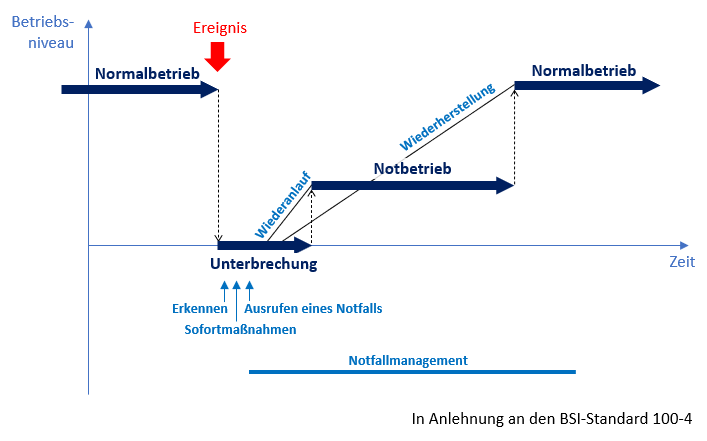 Betriebs-
niveau
Ereignis
Normalbetrieb
Normalbetrieb
Wiederherstellung
Notbetrieb
Wiederanlauf
Unterbrechung
Zeit
Erkennen
Ausrufen eines Notfalls
Sofortmaßnahmen
Notfallmanagement
In Anlehnung an den BSI-Standard 100-4